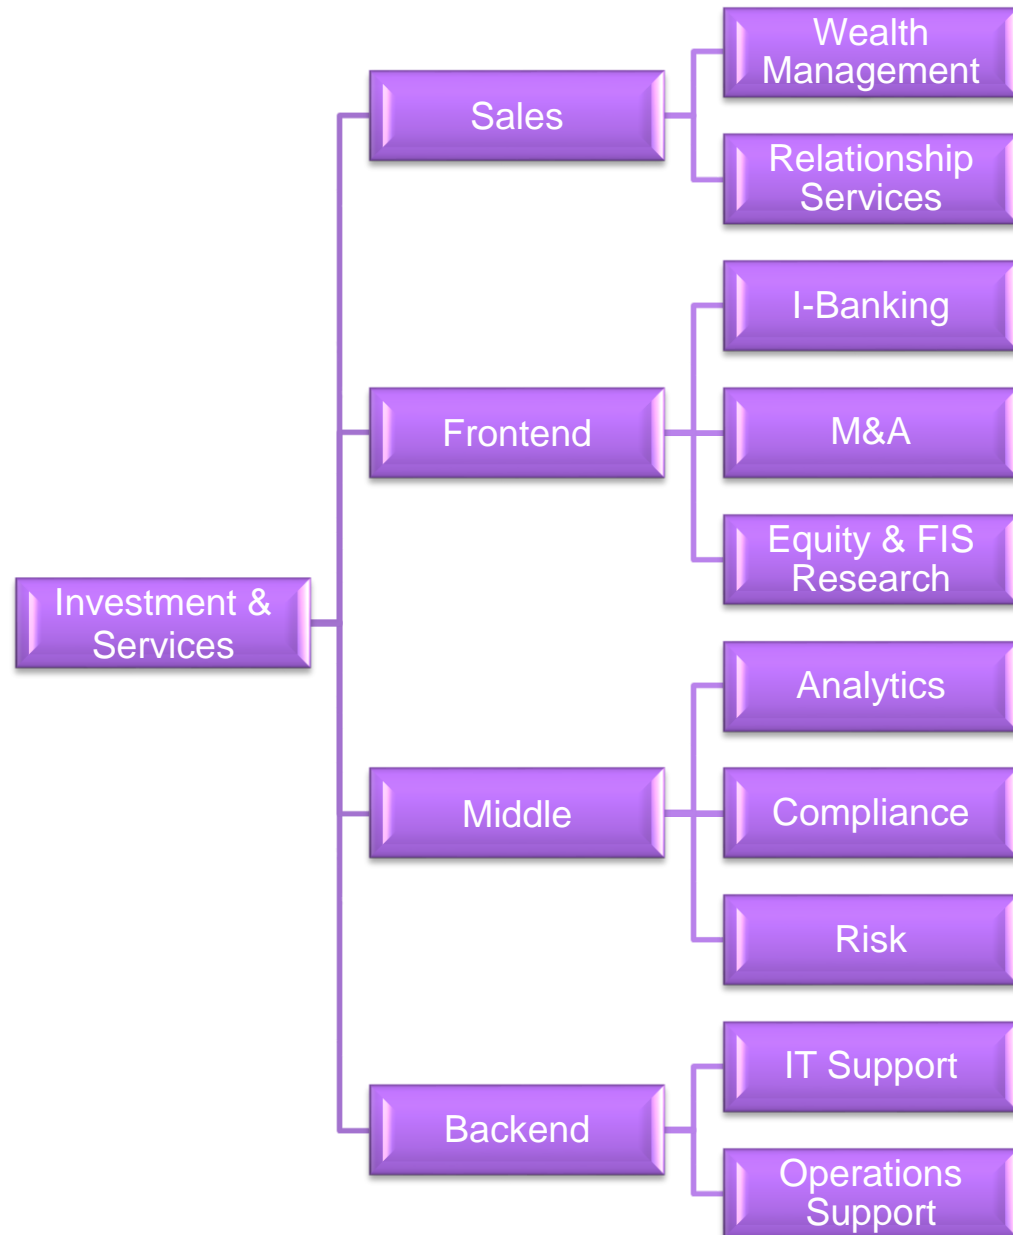 Investment &
Services
Sales
Wealth
Management
Relationship
Services
Frontend
I-Banking
M&A
Equity & FIS
Research
Middle
Analytics
Compliance
Risk
Backend
IT Support
Operations
Support